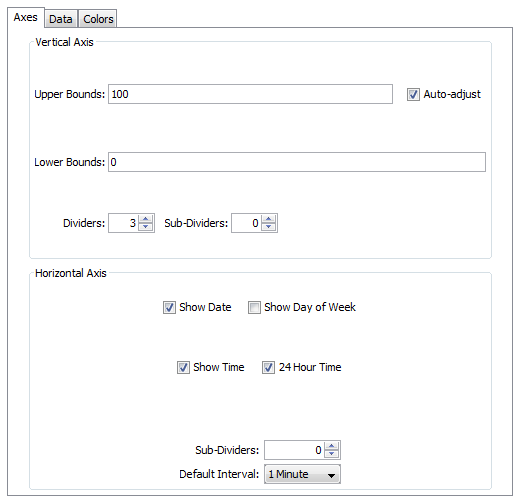 Axes Data Colors
Vertical Axis
Upper Bounds: 100 Auto-adjust
Lower Bounds: 0
Dividers: 3 Sub-Dividers: 0
Horizontal Axis
Show Date Show Day of Week
Show Time 24 Hour Time
Sub-Dividers: 0
Default Interval: 1 Minute